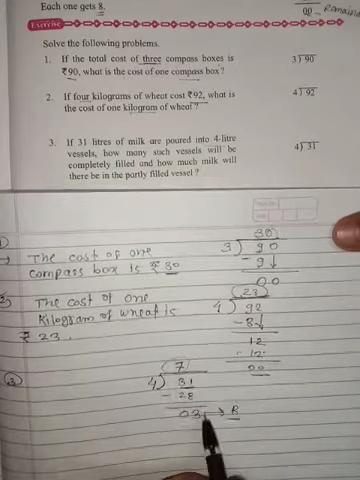 Each one gets 8.
00 Remaine
Exercise
Solve the following problems.
1. If the total cost of three compass boxes is
₹90, what is the cost of one compass box?
3)90
2. If four kilograms of wheat cost ₹92, what is
the cost of one kilogram of wheat?
4)92
3. If 31 litres of milk are poured into 4-litre
vessels, how many such vessels will be
completely filled and how much milk will
there be in the partly filled vessel?
4)31
1)
→ The cost of one
compass box is ₹30
30
3)90
-9↓
00
2) The cost of one
kilogram of wheat is
₹23.
23
4)92
-8↓
12
-12
00
3)
7
4)31
-28
03→R